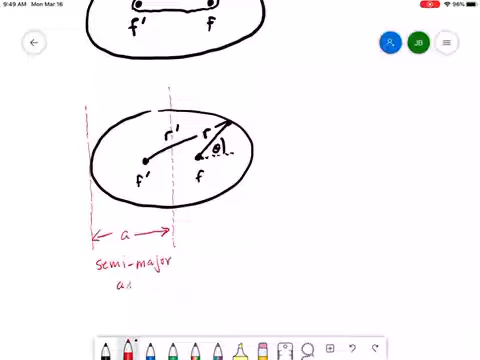 9:49 AM Mon Mar 16
96%
f' f
JB
r' r θ
f' f
a
semi-major